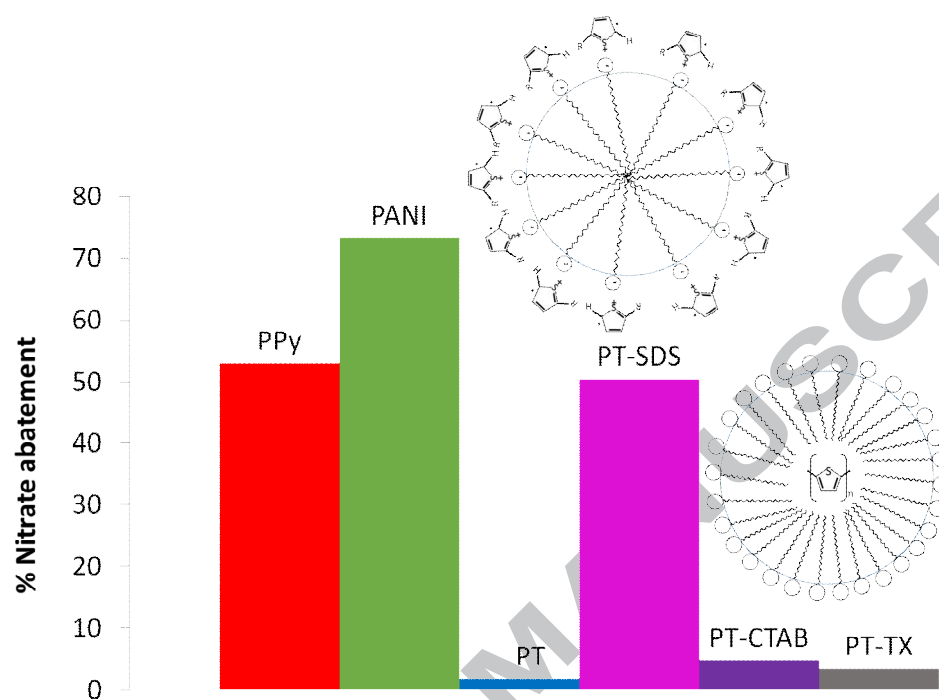 % Nitrate abatement
80
70
60
50
40
30
20
10
0
PPy
PANI
PT
PT-SDS
PT-CTAB
PT-TX
S
n
MANUSC